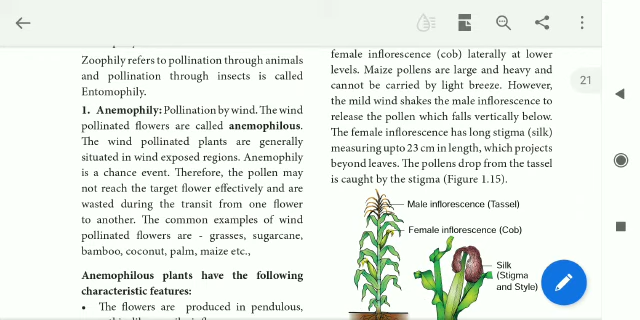 Zoophily refers to pollination through animals
and pollination through insects is called
Entomophily.
1. Anemophily: Pollination by wind. The wind
pollinated flowers are called anemophilous.
The wind pollinated plants are generally
situated in wind exposed regions. Anemophily
is a chance event. Therefore, the pollen may
not reach the target flower effectively and are
wasted during the transit from one flower
to another. The common examples of wind
pollinated flowers are - grasses, sugarcane,
bamboo, coconut, palm, maize etc.,
Anemophilous plants have the following
characteristic features:
• The flowers are produced in pendulous,
female inflorescence (cob) laterally at lower
levels. Maize pollens are large and heavy and
cannot be carried by light breeze. However,
the mild wind shakes the male inflorescence to
release the pollen which falls vertically below.
The female inflorescence has long stigma (silk)
measuring upto 23 cm in length, which projects
beyond leaves. The pollens drop from the tassel
is caught by the stigma (Figure 1.15).
Male inflorescence (Tassel)
Female inflorescence (Cob)
Silk
(Stigma
and Style)
21